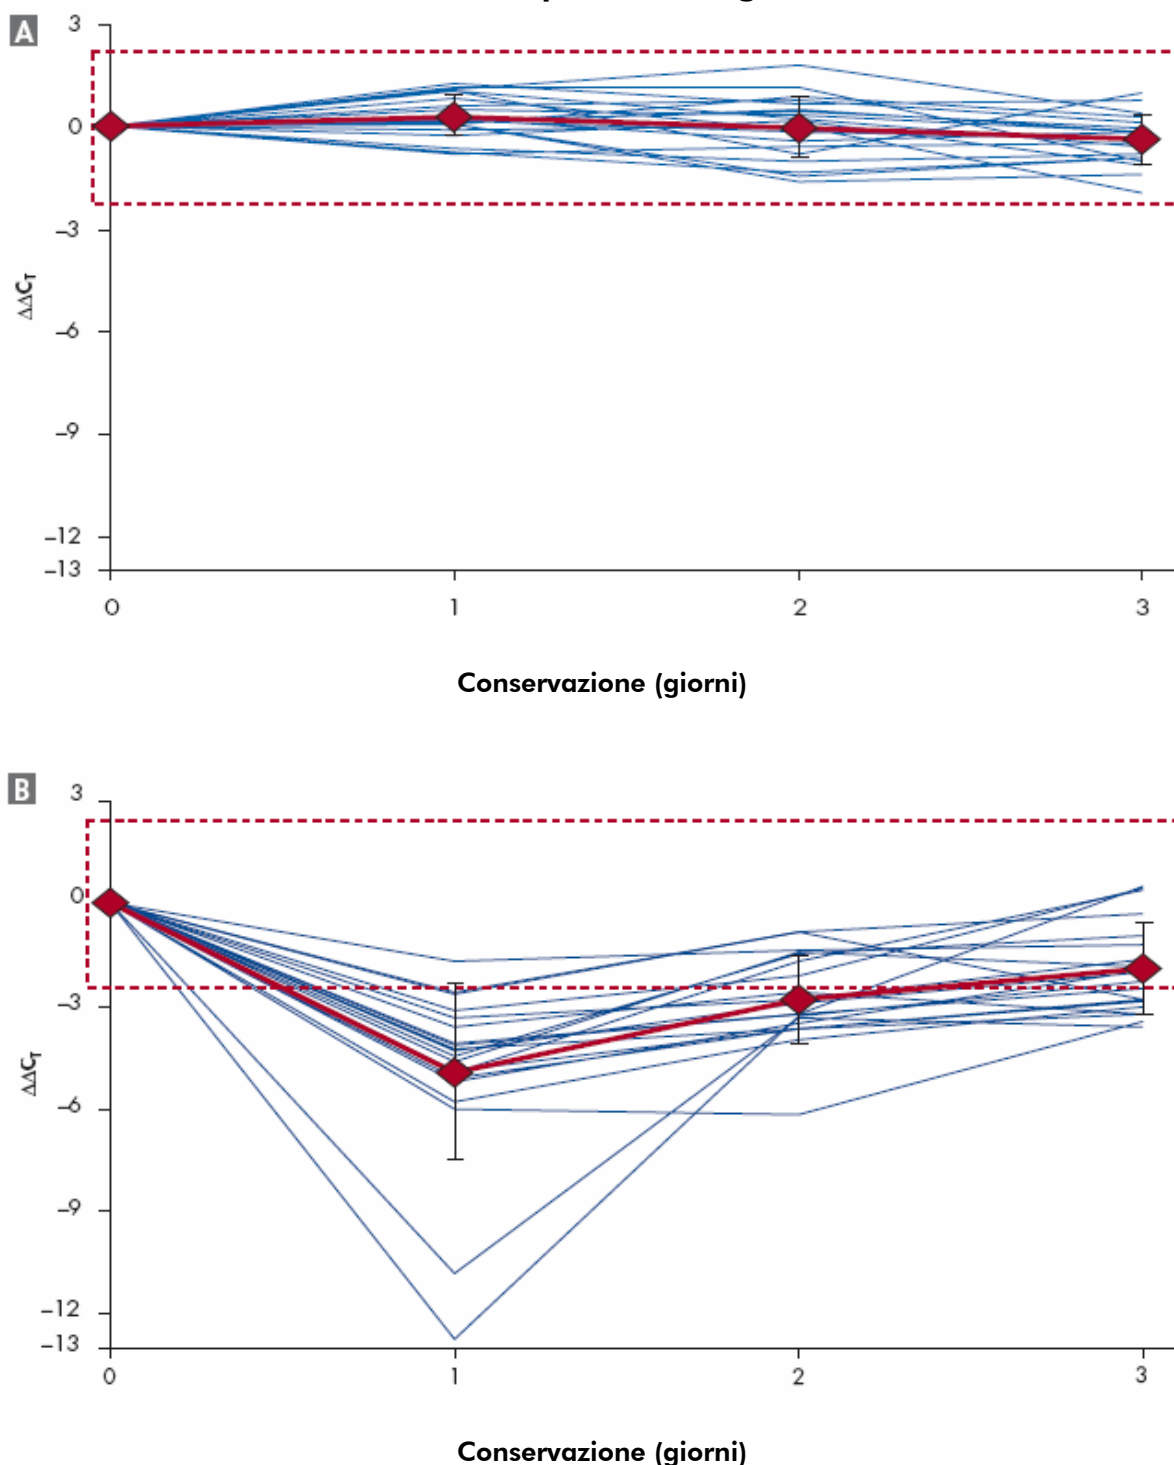 A
3
0
–3
–6
–9
–12
–13
ΔΔCT
0 1 2 3
Conservazione (giorni)
B
3
0
–3
–6
–9
–12
–13
ΔΔCT
0 1 2 3
Conservazione (giorni)